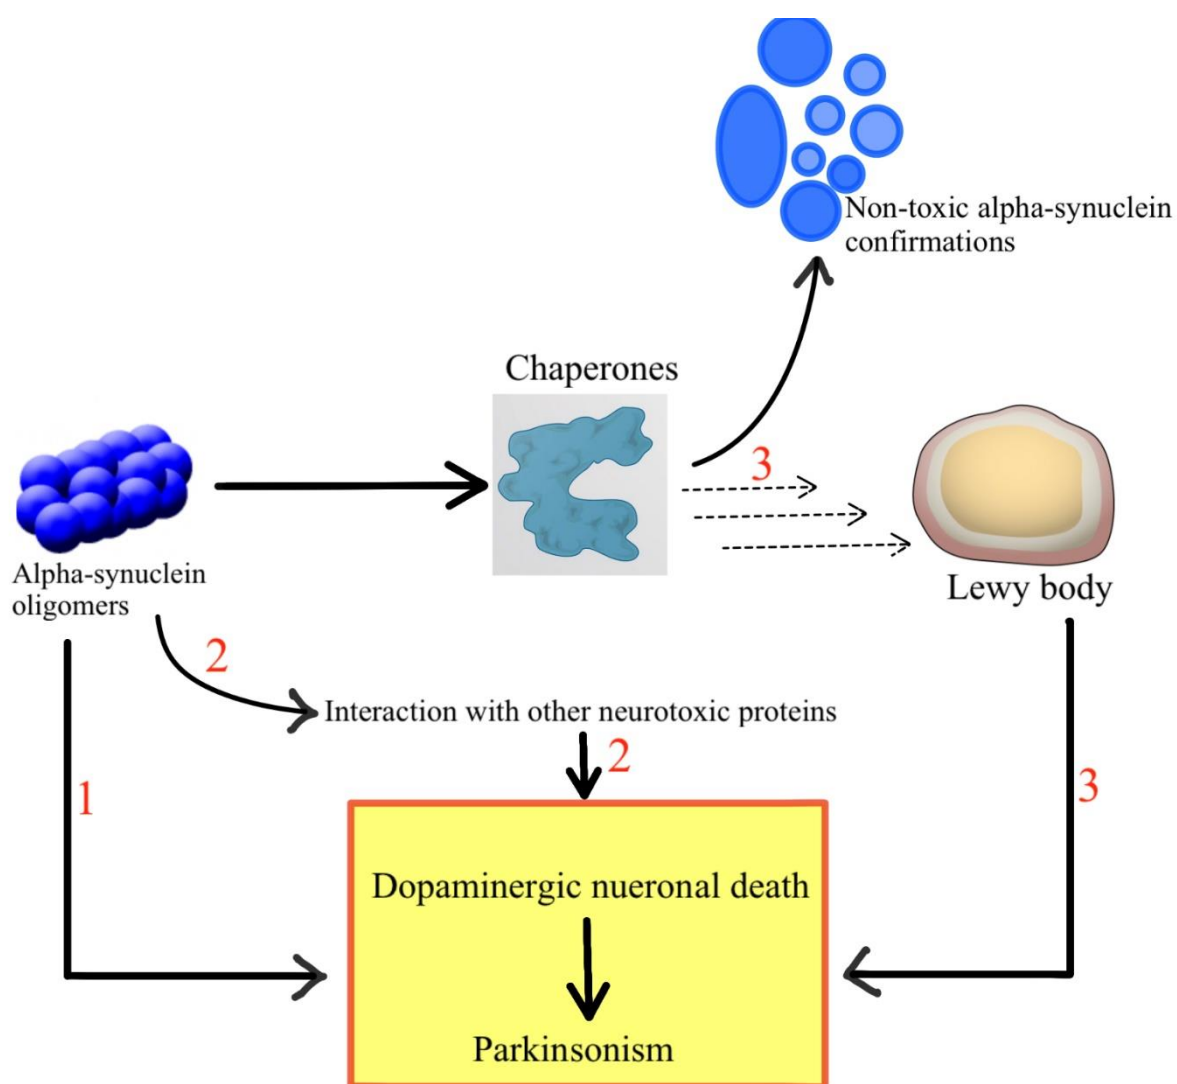 Non-toxic alpha-synuclein
confirmations
Chaperones
3
Alpha-synuclein
oligomers
Lewy body
2
Interaction with other neurotoxic proteins
2
1
3
Dopaminergic nueronal death
Parkinsonism